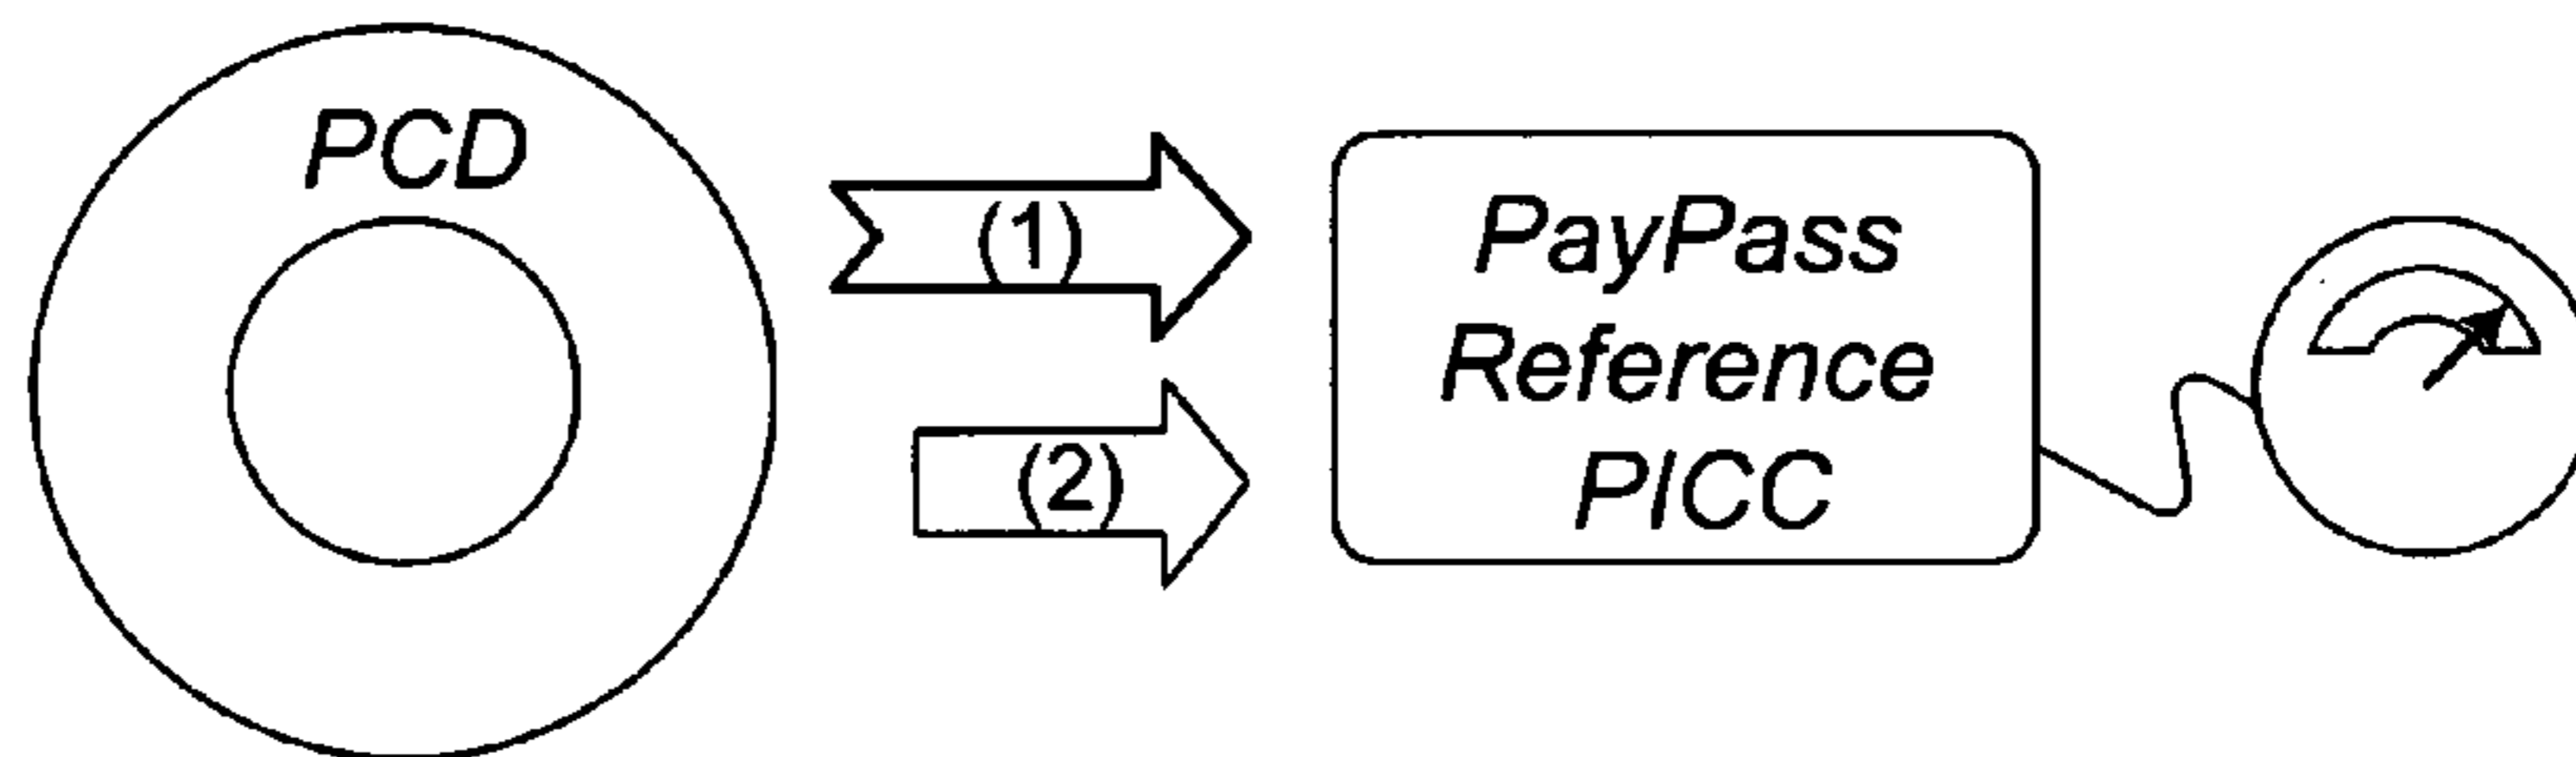 PCD
(1)
(2)
PayPass
Reference
PICC